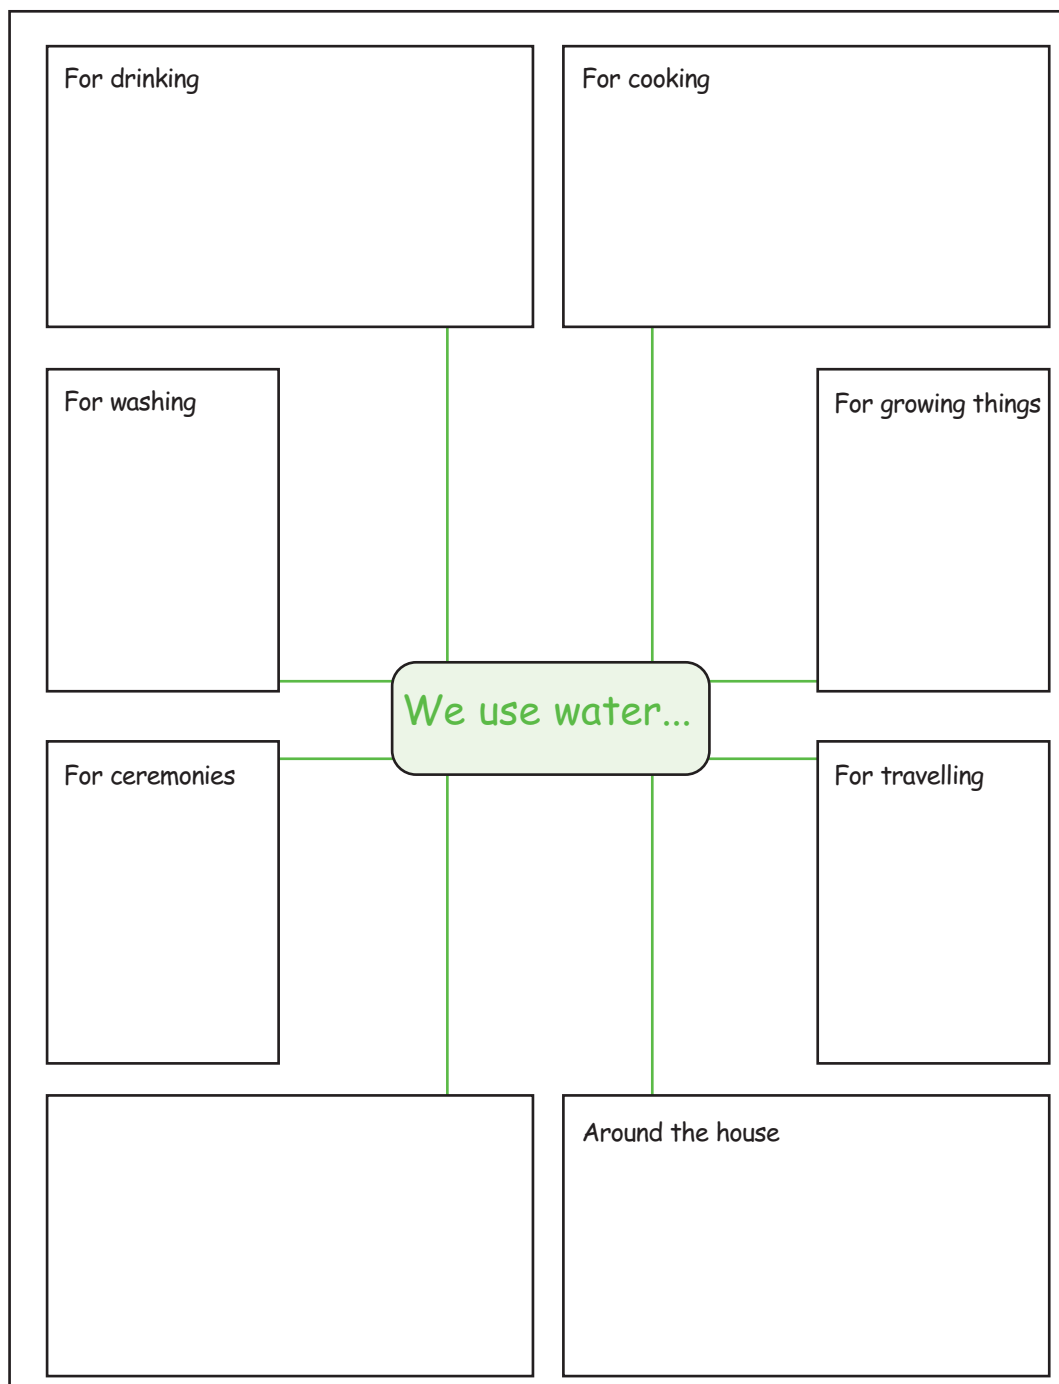 For drinking
For cooking
For washing
For growing things
We use water...
For ceremonies
For travelling
Around the house